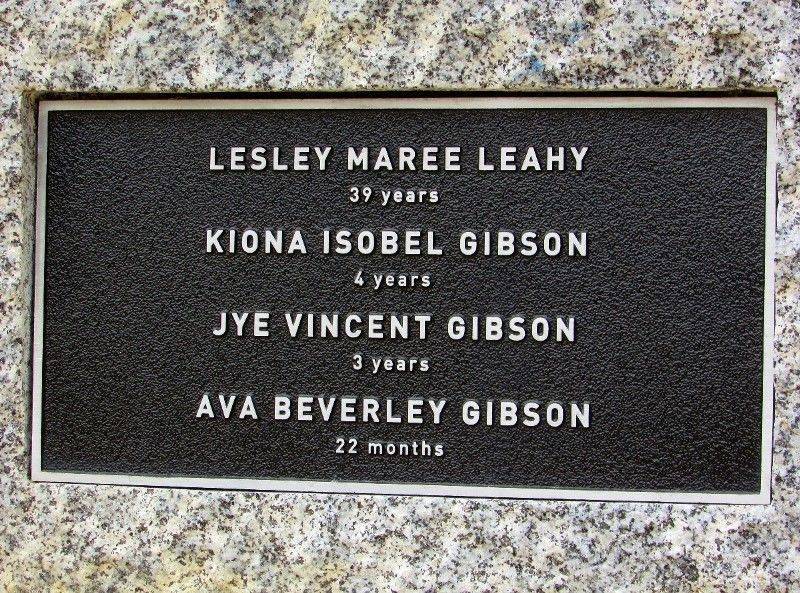 LESLEY MAREE LEAHY
39 years
KIONA ISOBEL GIBSON
4 years
JYE VINCENT GIBSON
3 years
AVA BEVERLEY GIBSON
22 months